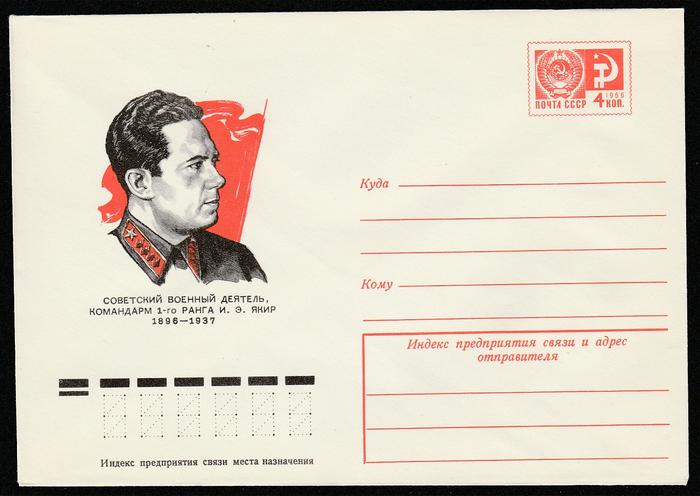 ПОЧТА СССР
1966
4 КОП.
СОВЕТСКИЙ ВОЕННЫЙ ДЕЯТЕЛЬ,
КОМАНДАРМ 1-го РАНГА И. Э. ЯКИР
1896—1937
Куда
Кому
Индекс предприятия связи и адрес
отправителя
Индекс предприятия связи места назначения